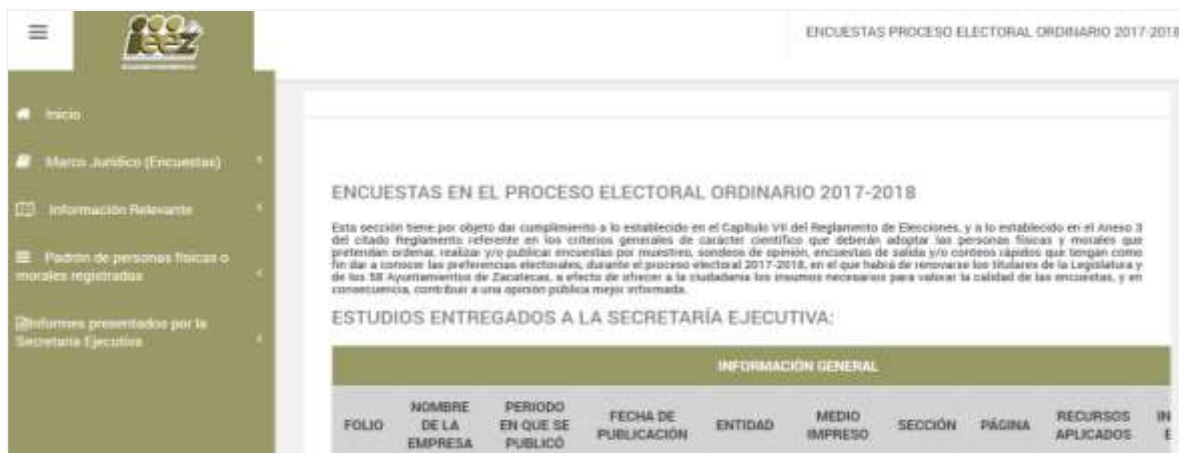 ieez
ENCUESTAS PROCESO ELECTORAL ORDINARIO 2017-2018
Inicio
Marco Jurídico (Encuestas)
Información Relevante
Padrón de personas físicas o
morales registradas
Informes presentados por la
Secretaría Ejecutiva
ENCUESTAS EN EL PROCESO ELECTORAL ORDINARIO 2017-2018
Esta sección tiene por objeto dar cumplimiento a lo establecido en el Capítulo VII del Reglamento de Elecciones, y a lo establecido en el Anexo 3
del citado Reglamento referente en los criterios generales de carácter científico que deberán adoptar las personas físicas y morales que
pretendan ordenar, realizar y/o publicar encuestas por muestreo, sondeos de opinión, encuestas de salida y/o conteos rápidos que tengan como
fin dar a conocer las preferencias electorales, durante el proceso electoral 2017-2018, en el que habrá de renovarse los titulares de la Legislatura y
de los 58 Ayuntamientos de Zacatecas, a efecto de ofrecer a la ciudadanía los insumos necesarios para valorar la calidad de las encuestas, y en
consecuencia, contribuir a una opinión pública mejor informada.
ESTUDIOS ENTREGADOS A LA SECRETARÍA EJECUTIVA:
INFORMACIÓN GENERAL
FOLIO
NOMBRE
DE LA
EMPRESA
PERIODO
EN QUE SE
PUBLICÓ
FECHA DE
PUBLICACIÓN
ENTIDAD
MEDIO
IMPRESO
SECCIÓN
PÁGINA
RECURSOS
APLICADOS
IN
E